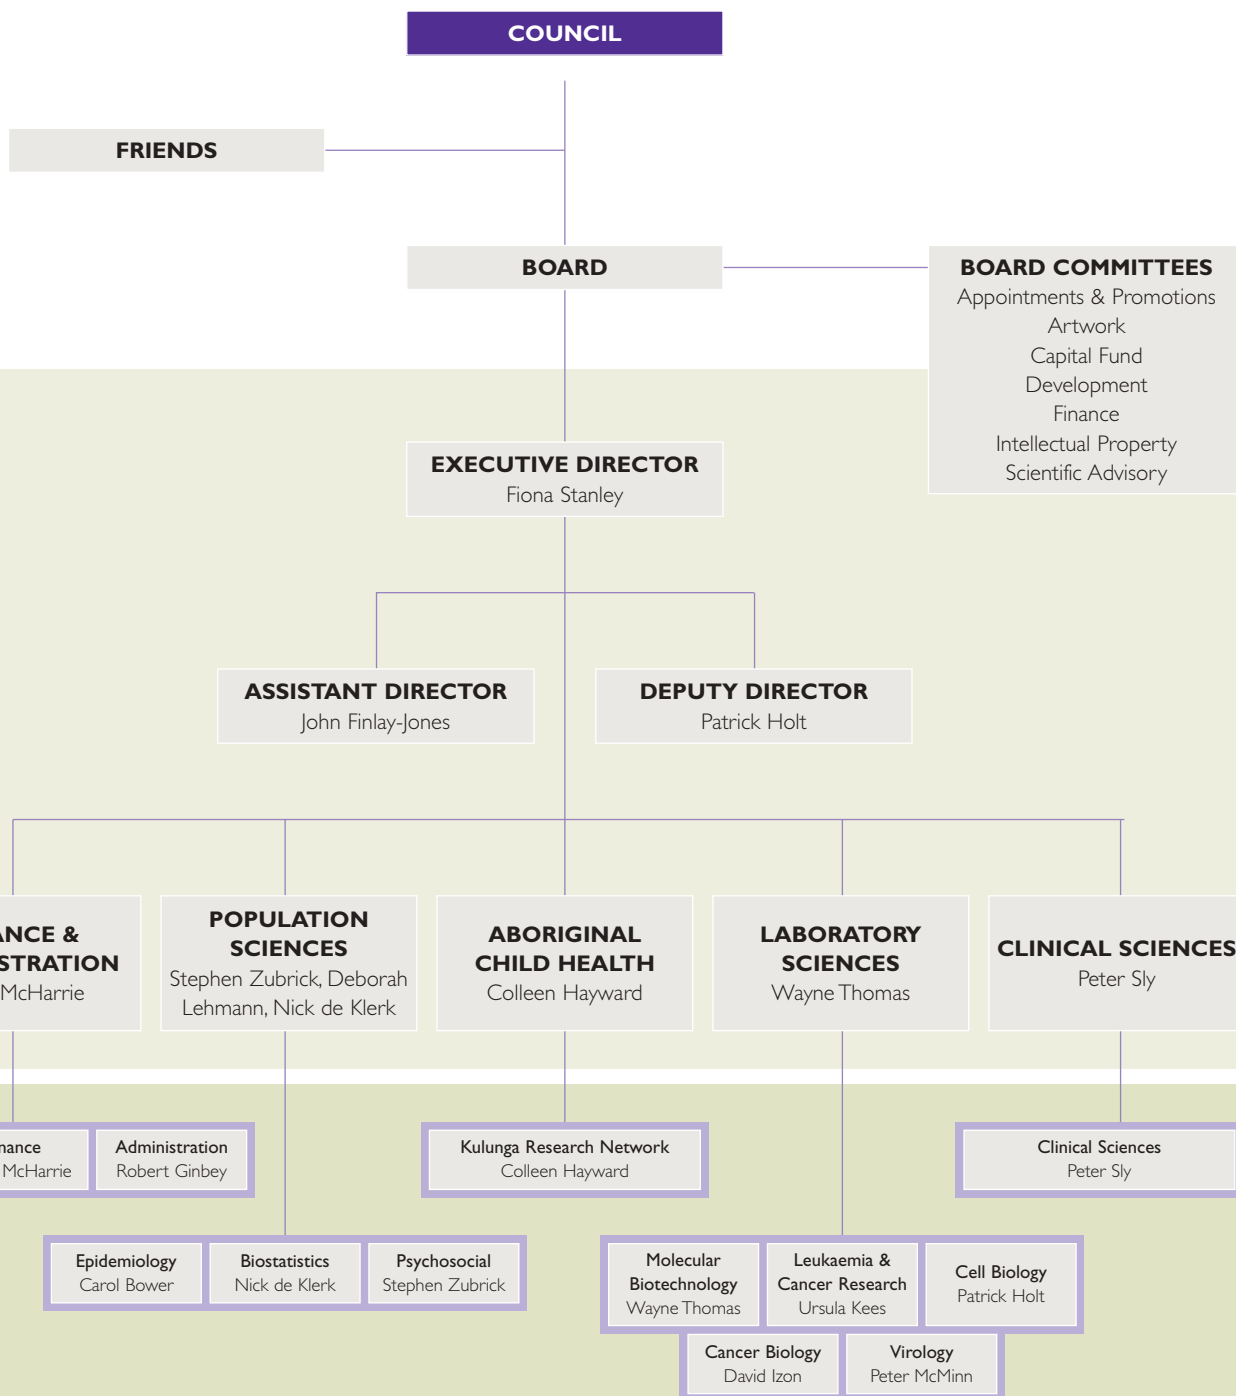 COUNCIL
FRIENDS
BOARD
BOARD COMMITTEES
Appointments & Promotions
Artwork
Capital Fund
Development
Finance
Intellectual Property
Scientific Advisory
EXECUTIVE DIRECTOR
Fiona Stanley
ASSISTANT DIRECTOR
John Finlay-Jones
DEPUTY DIRECTOR
Patrick Holt
ANCE &
STRATION
McHarrie
POPULATION
SCIENCES
Stephen Zubrick, Deborah
Lehmann, Nick de Klerk
ABORIGINAL
CHILD HEALTH
Colleen Hayward
LABORATORY
SCIENCES
Wayne Thomas
CLINICAL SCIENCES
Peter Sly
nance
McHarrie
Administration
Robert Ginbey
Kulunga Research Network
Colleen Hayward
Clinical Sciences
Peter Sly
Epidemiology
Carol Bower
Biostatistics
Nick de Klerk
Psychosocial
Stephen Zubrick
Molecular
Biotechnology
Wayne Thomas
Leukaemia &
Cancer Research
Ursula Kees
Cell Biology
Patrick Holt
Cancer Biology
David Izon
Virology
Peter McMinn